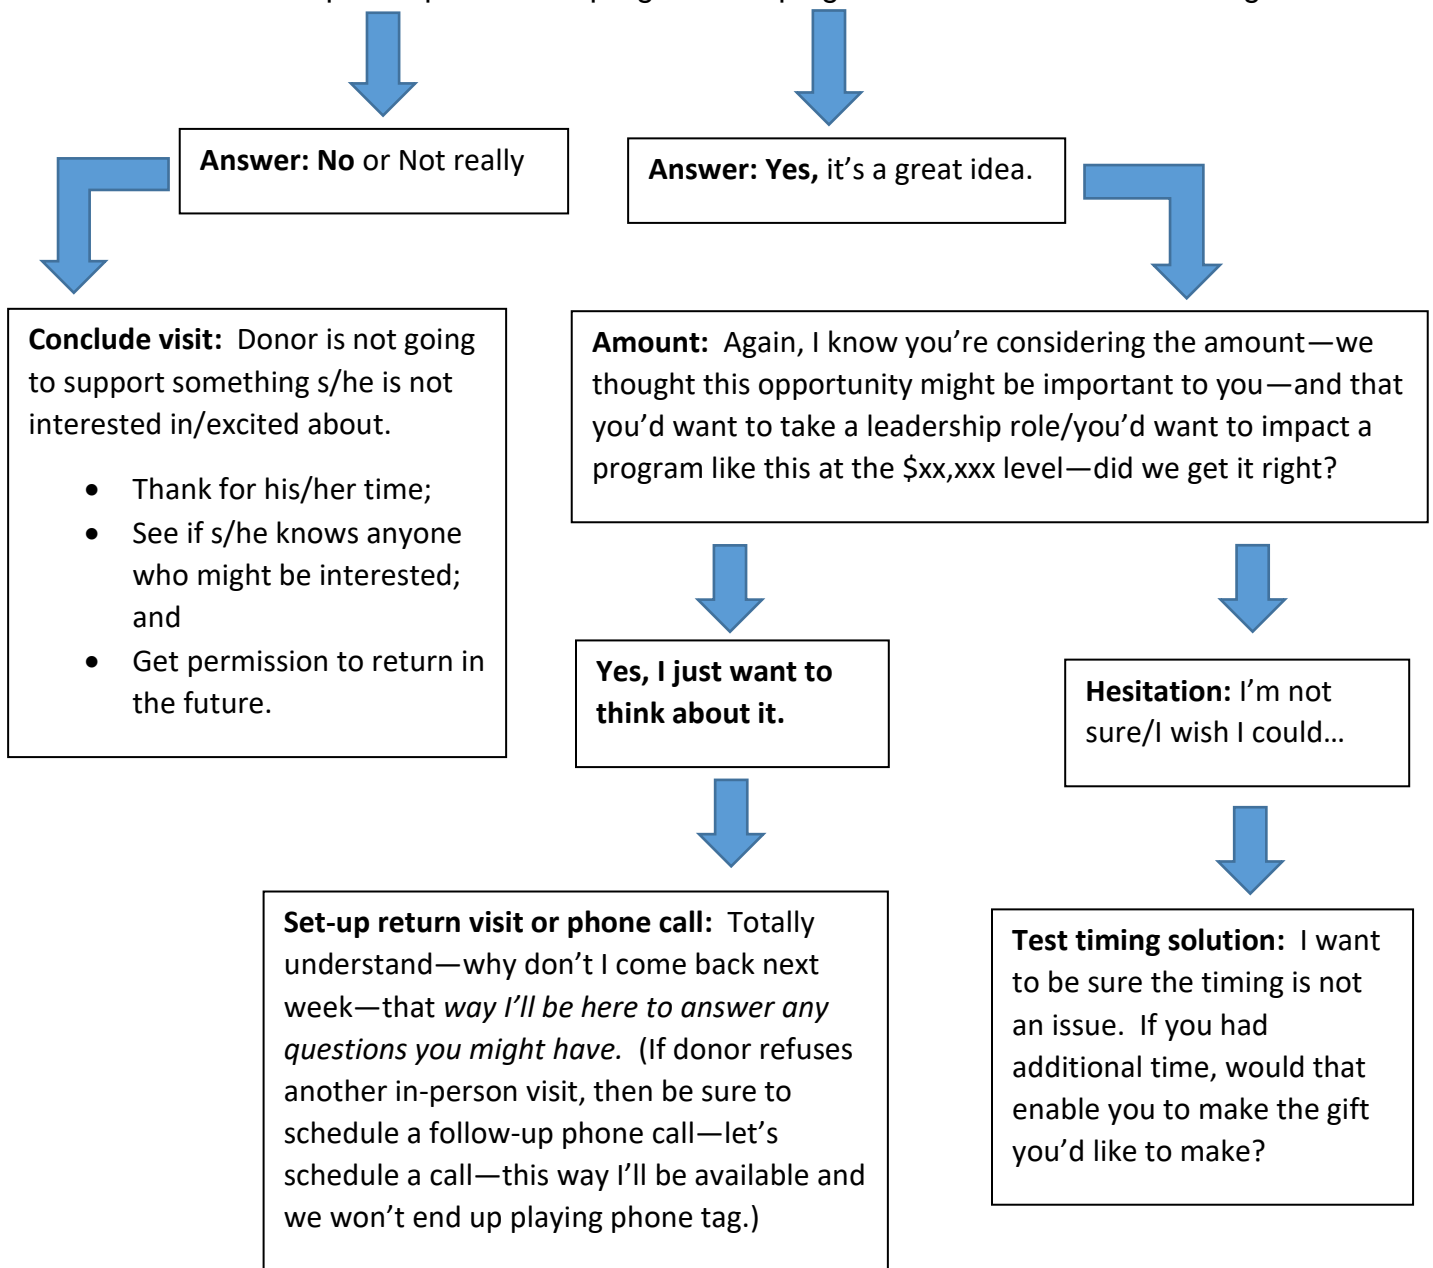 Answer: No or Not really
Answer: Yes, it's a great idea.
Conclude visit:  Donor is not going
to support something s/he is not
interested in/excited about.
• Thank for his/her time;
• See if s/he knows anyone
who might be interested;
and
• Get permission to return in
the future.
Amount:  Again, I know you're considering the amount—we
thought this opportunity might be important to you—and that
you'd want to take a leadership role/you'd want to impact a
program like this at the $xx,xxx level—did we get it right?
Yes, I just want to
think about it.
Hesitation: I'm not
sure/I wish I could…
Set-up return visit or phone call:  Totally
understand—why don't I come back next
week—that way I'll be here to answer any
questions you might have.  (If donor refuses
another in-person visit, then be sure to
schedule a follow-up phone call—let's
schedule a call—this way I'll be available and
we won't end up playing phone tag.)
Test timing solution:  I want
to be sure the timing is not
an issue.  If you had
additional time, would that
enable you to make the gift
you'd like to make?